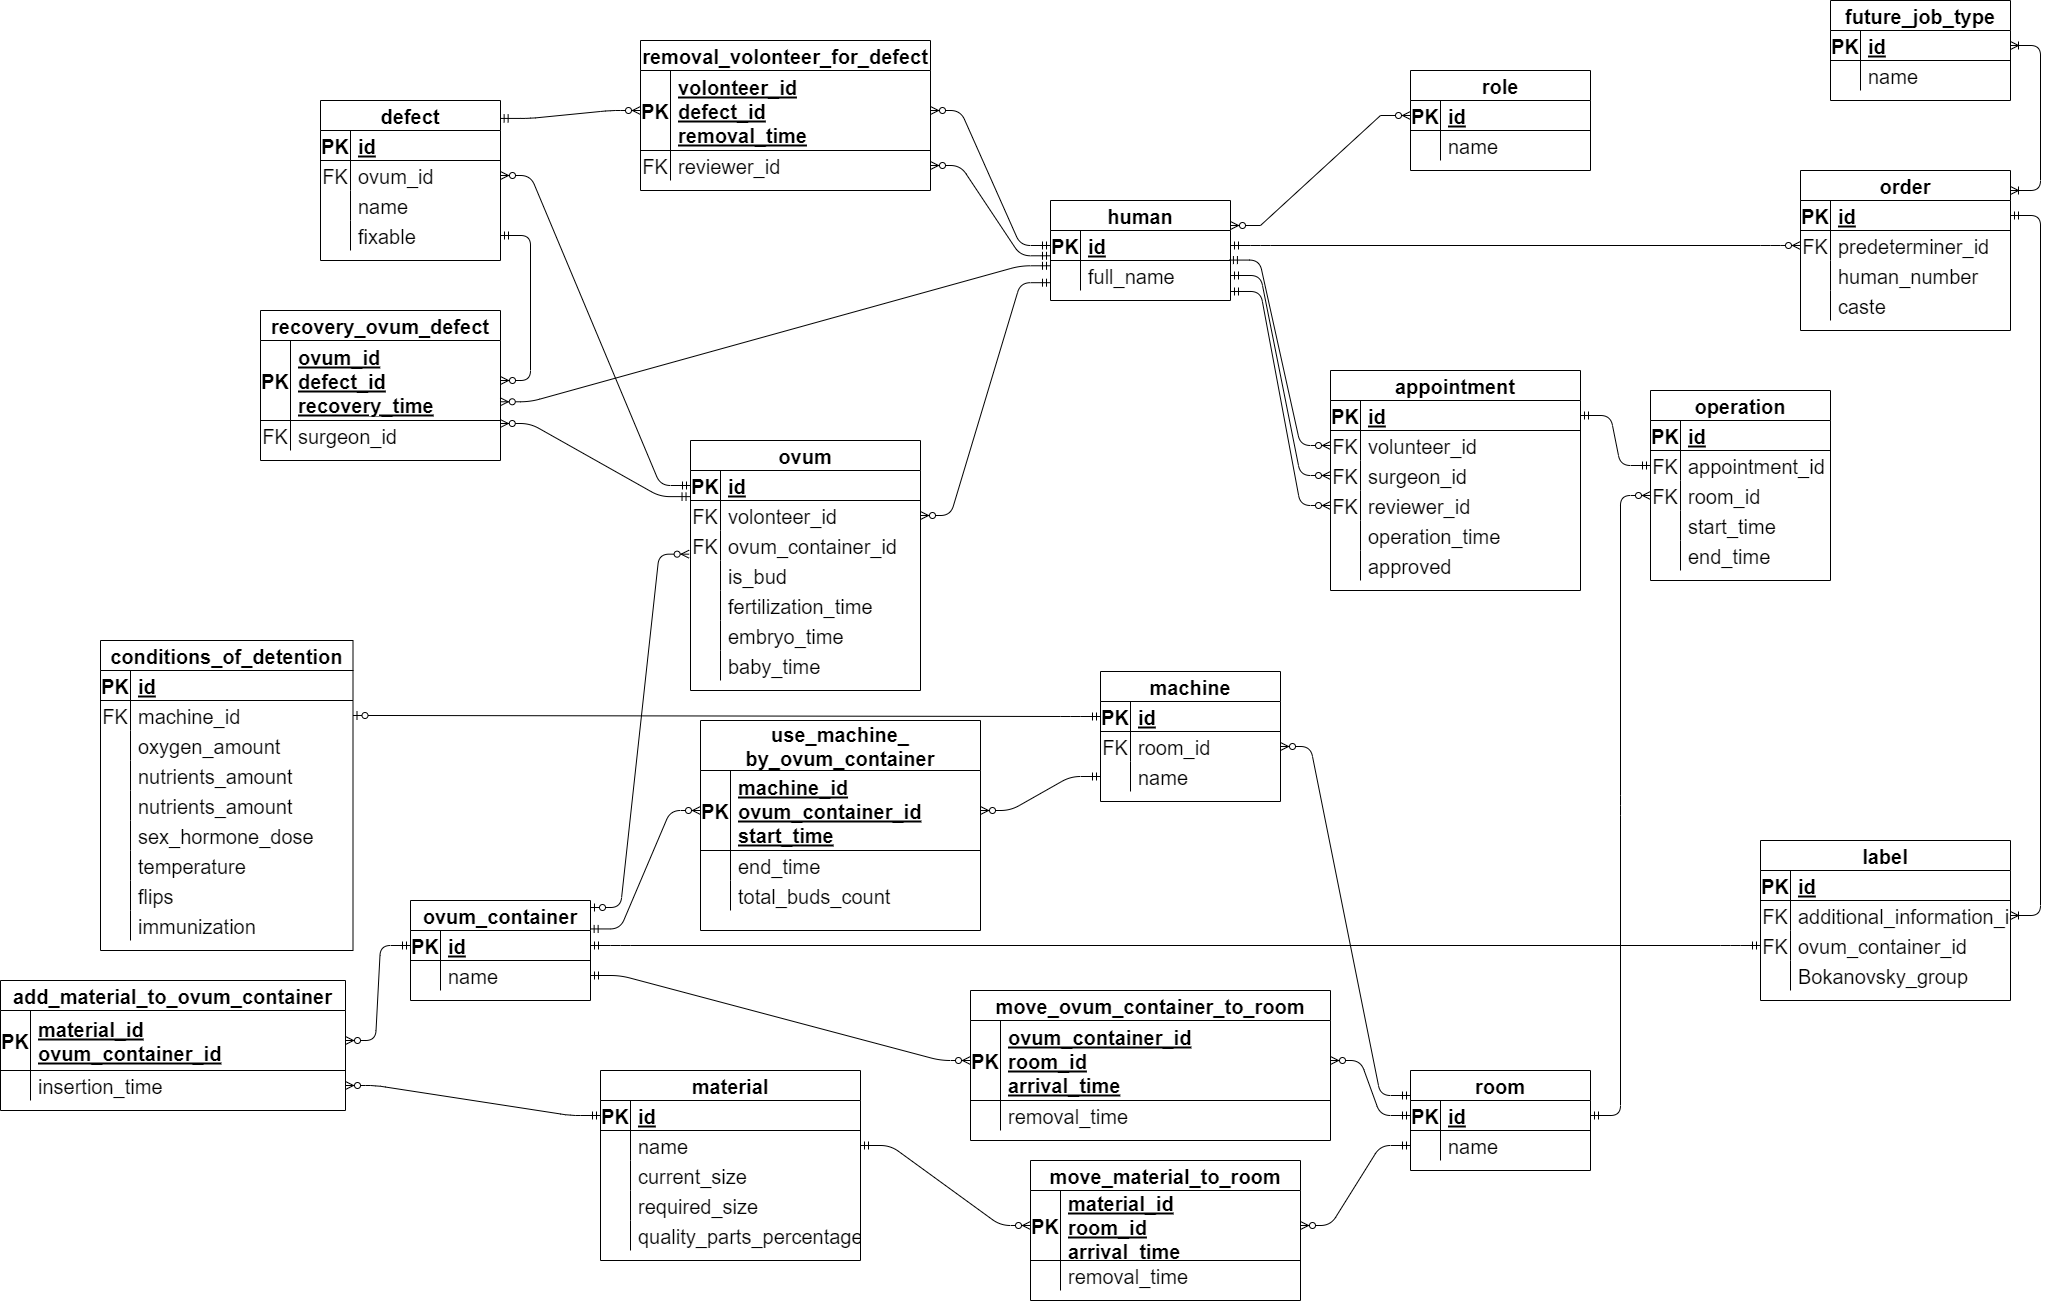 future_job_type
PK id
name
removal_volonteer_for_defect
volonteer_id
PK defect_id
removal_time
FK reviewer_id
role
PK id
name
defect
PK id
FK ovum_id
name
fixable
order
PK id
FK predeterminer_id
human_number
caste
human
PK id
full_name
recovery_ovum_defect
ovum_id
PK defect_id
recovery_time
FK surgeon_id
appointment
PK id
FK volunteer_id
FK surgeon_id
FK reviewer_id
operation_time
approved
operation
PK id
FK appointment_id
FK room_id
start_time
end_time
ovum
PK id
FK volonteer_id
FK ovum_container_id
is_bud
fertilization_time
embryo_time
baby_time
conditions_of_detention
PK id
FK machine_id
oxygen_amount
nutrients_amount
nutrients_amount
sex_hormone_dose
temperature
flips
immunization
machine
PK id
FK room_id
name
use_machine_
by_ovum_container
machine_id
PK ovum_container_id
start_time
end_time
total_buds_count
label
PK id
FK additional_information_i
FK ovum_container_id
Bokanovsky_group
ovum_container
PK id
name
add_material_to_ovum_container
PK material_id
ovum_container_id
insertion_time
move_ovum_container_to_room
ovum_container_id
PK room_id
arrival_time
removal_time
material
PK id
name
current_size
required_size
quality_parts_percentage
room
PK id
name
move_material_to_room
material_id
PK room_id
arrival_time
removal_time